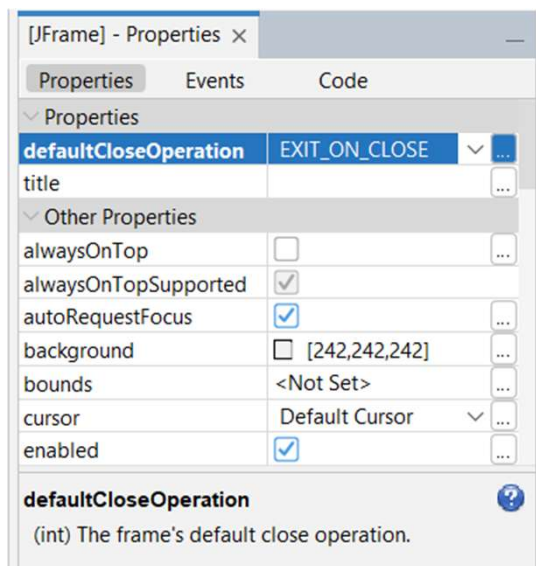 [JFrame] - Properties ×
Properties Events Code
Properties
defaultCloseOperation EXIT_ON_CLOSE ...
title ...
Other Properties
alwaysOnTop ...
alwaysOnTopSupported
autoRequestFocus ...
background [242,242,242] ...
bounds <Not Set> ...
cursor Default Cursor ...
enabled ...
defaultCloseOperation ?
(int) The frame's default close operation.